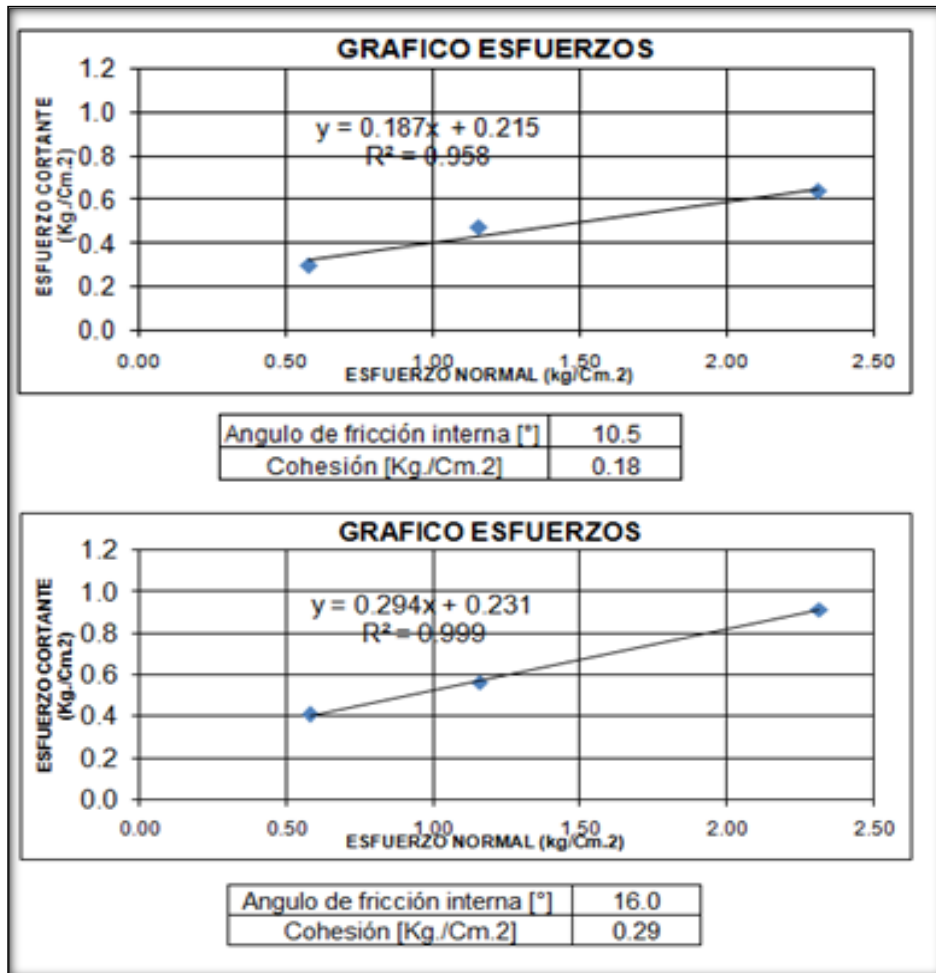 GRAFICO ESFUERZOS
1.2
1.0
0.8
0.6
0.4
0.2
0.0
ESFUERZO CORTANTE
(Kg./Cm.2)
y = 0.187x + 0.215
R² = 0.958
0.00 0.50 1.00 1.50 2.00 2.50
ESFUERZO NORMAL (kg/Cm.2)
Angulo de fricción interna [°] 10.5
Cohesión [Kg./Cm.2] 0.18
GRAFICO ESFUERZOS
1.2
1.0
0.8
0.6
0.4
0.2
0.0
ESFUERZO CORTANTE
(Kg./Cm.2)
y = 0.294x + 0.231
R² = 0.999
0.00 0.50 1.00 1.50 2.00 2.50
ESFUERZO NORMAL (kg/Cm.2)
Angulo de fricción interna [°] 16.0
Cohesión [Kg./Cm.2] 0.29